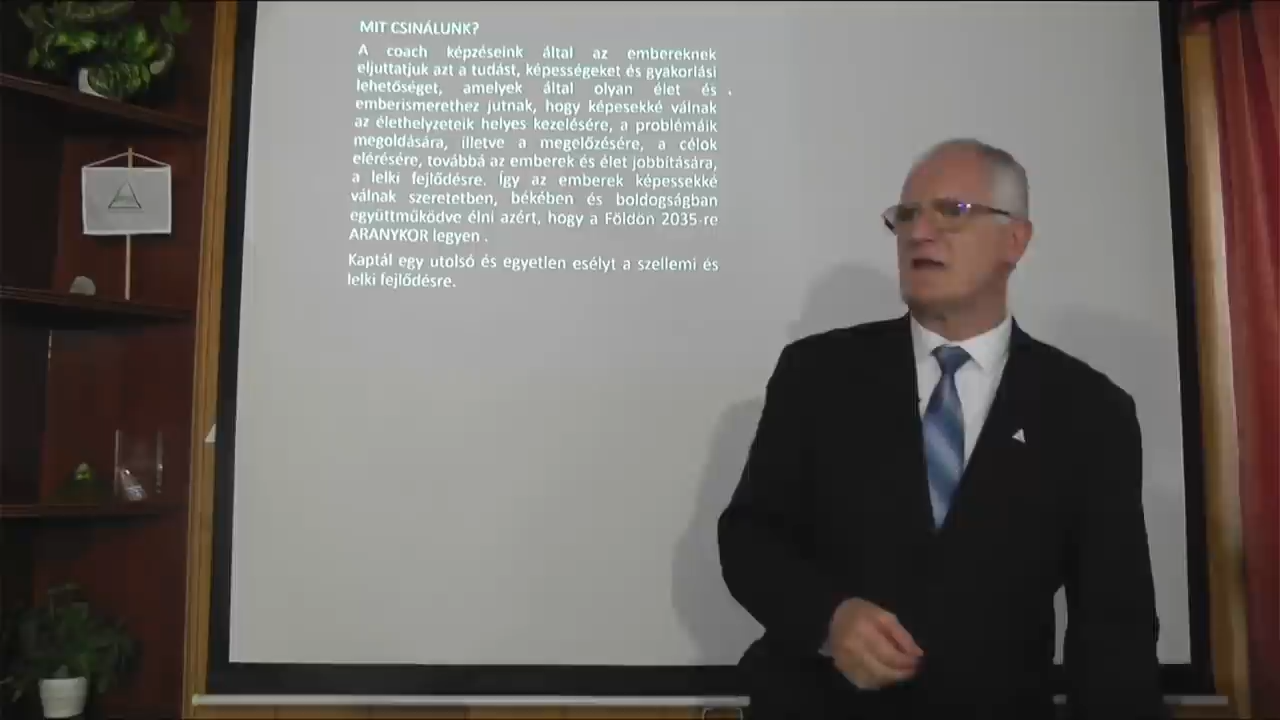 MIT CSINÁLUNK?
A coach képzéseink által az embereknek
eljuttatjuk azt a tudást, képességeket és gyakorlási
lehetőséget, amelyek által olyan élet és
emberismerethez jutnak, hogy képesekké válnak
az élethelyzeteik helyes kezelésére, a problémáik
megoldására, illetve a megelőzésére, a célok
elérésére, továbbá az emberek és élet jobbítására,
a lelki fejlődésre. Így az emberek képessekké
válnak szeretetben, békében és boldogságban
együttműködve élni azért, hogy a Földön 2035-re
ARANYKOR legyen .
Kaptál egy utolsó és egyetlen esélyt a szellemi és
lelki fejlődésre.